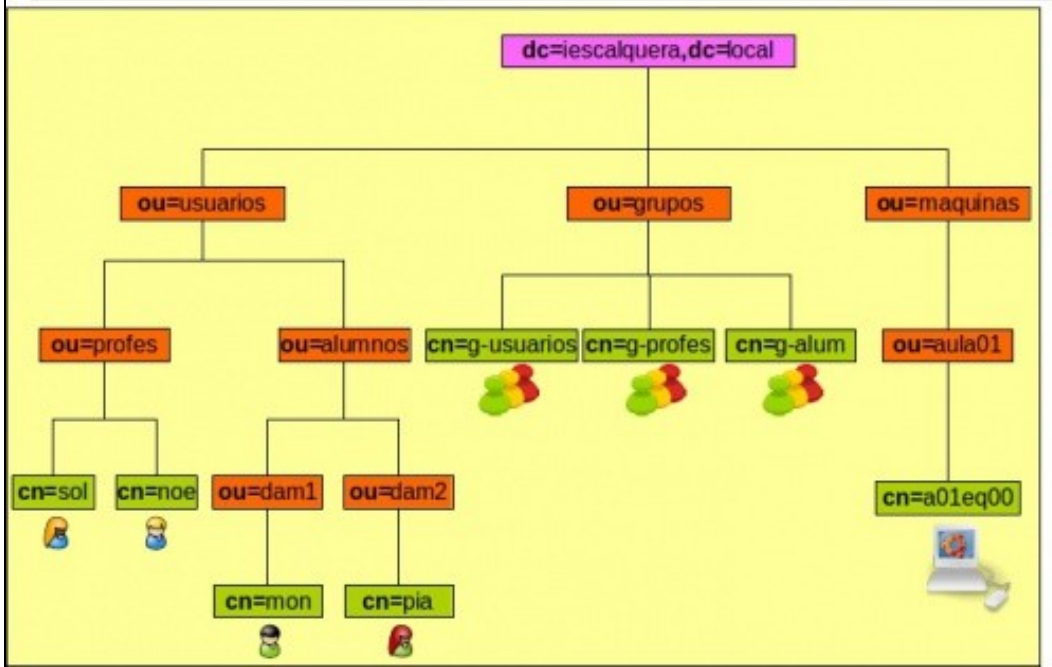 dc=iescalquera,dc=local
ou=usuarios
ou=grupos
ou=maquinas
ou=profes
ou=alumnos
cn=g-usuarios
cn=g-profes
cn=g-alum
ou=aula01
cn=sol
cn=noe
ou=dam1
ou=dam2
cn=a01eq00
cn=mon
cn=pia